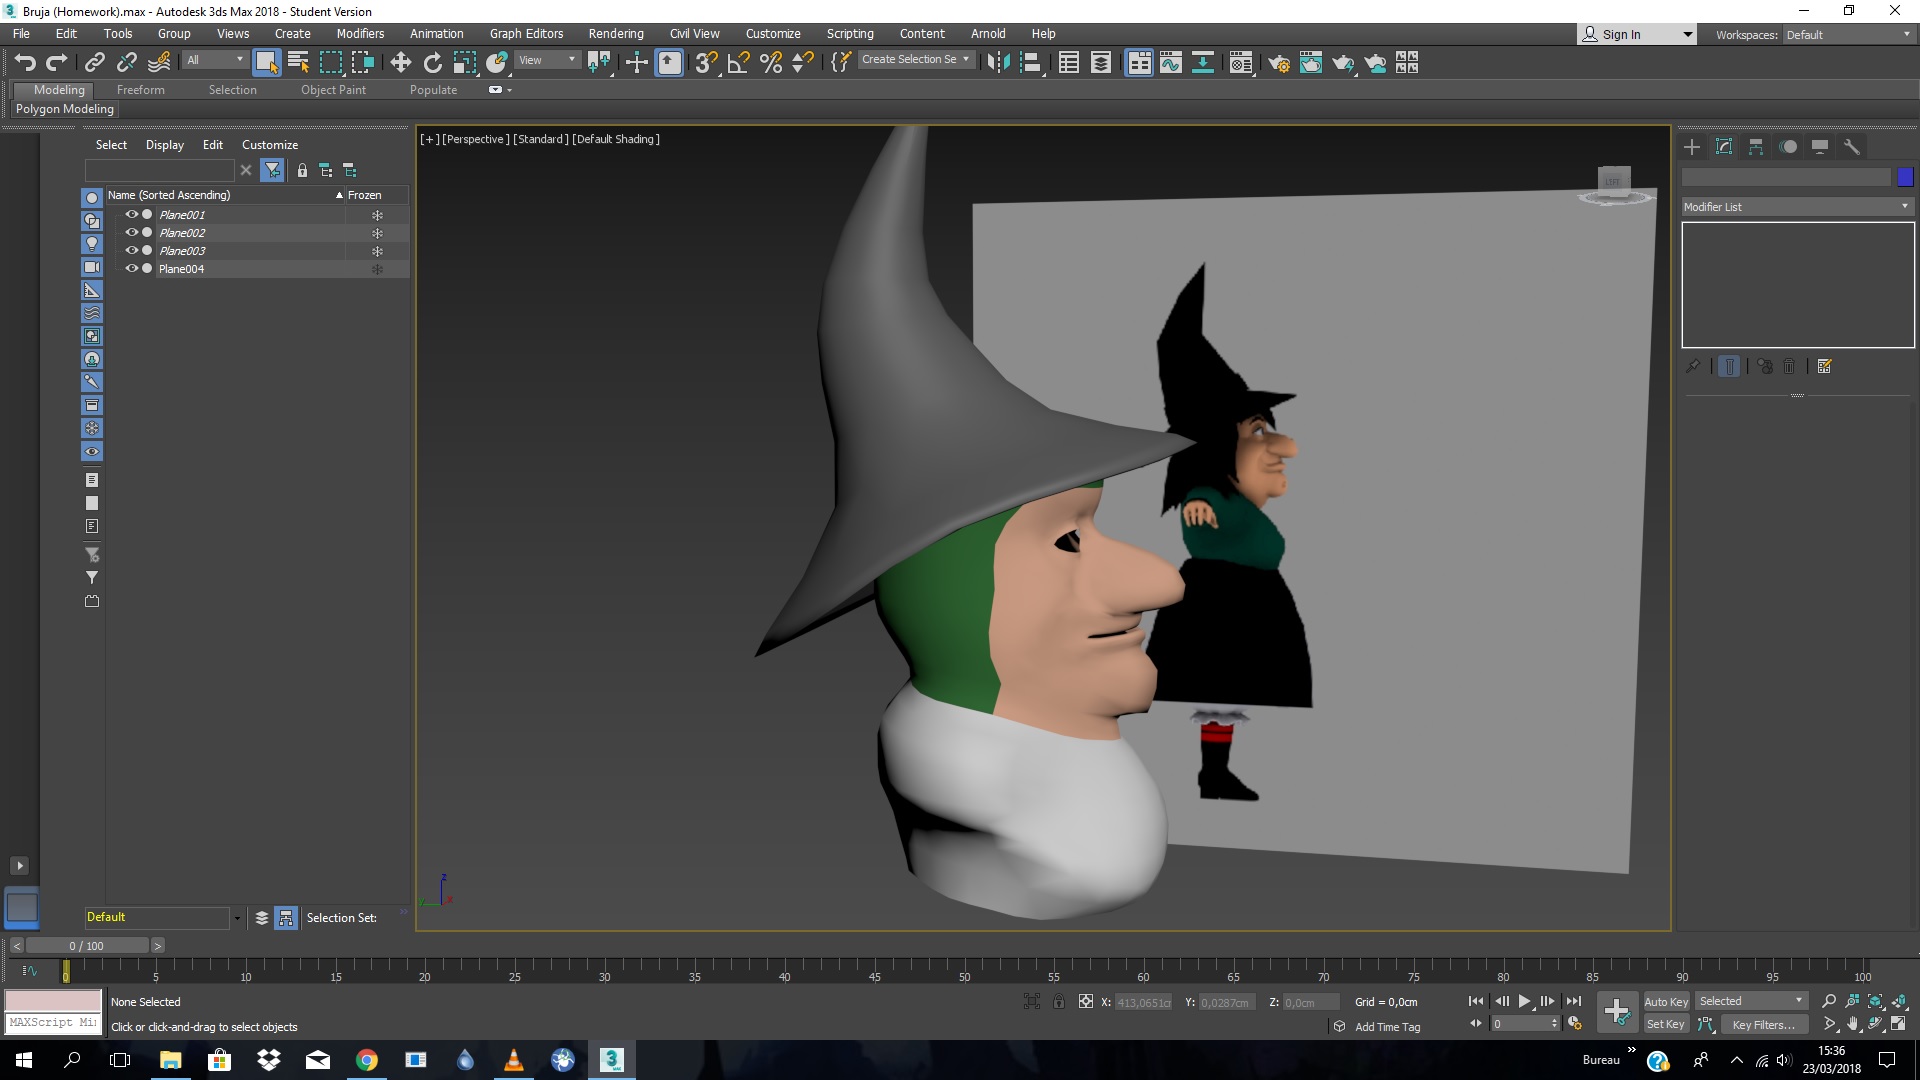 Bruja (Homework).max - Autodesk 3ds Max 2018 - Student Version
File Edit Tools Group Views Create Modifiers Animation Graph Editors Rendering Civil View Customize Scripting Content Arnold Help
Sign In
Workspaces: Default
All
View
Create Selection Se
Modeling Freeform Selection Object Paint Populate
Polygon Modeling
Select Display Edit Customize
[+] [Perspective ] [Standard ] [Default Shading ]
Name (Sorted Ascending) Frozen
Plane001
Plane002
Plane003
Plane004
LEFT
Modifier List
z
y x
Default
Selection Set:
0 / 100
0 5 10 15 20 25 30 35 40 45 50 55 60 65 70 75 80 85 90 95 100
None Selected
X: 413,0651c Y: 0,0287cm Z: 0,0cm
Grid = 0,0cm
Auto Key
Selected
MAXScript Mi
Click or click-and-drag to select objects
Add Time Tag
0
Set Key
Key Filters...
3
MAX
Bureau
15:36
23/03/2018